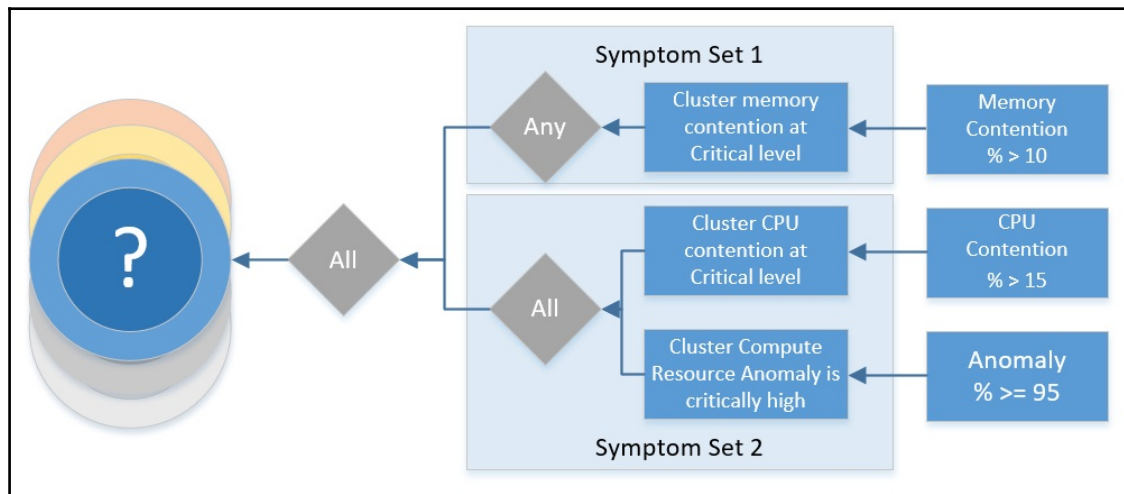 Symptom Set 1
Any
Cluster memory
contention at
Critical level
Memory
Contention
% > 10
?
All
All
Cluster CPU
contention at
Critical level
CPU
Contention
% > 15
Cluster Compute
Resource Anomaly is
critically high
Anomaly
% >= 95
Symptom Set 2